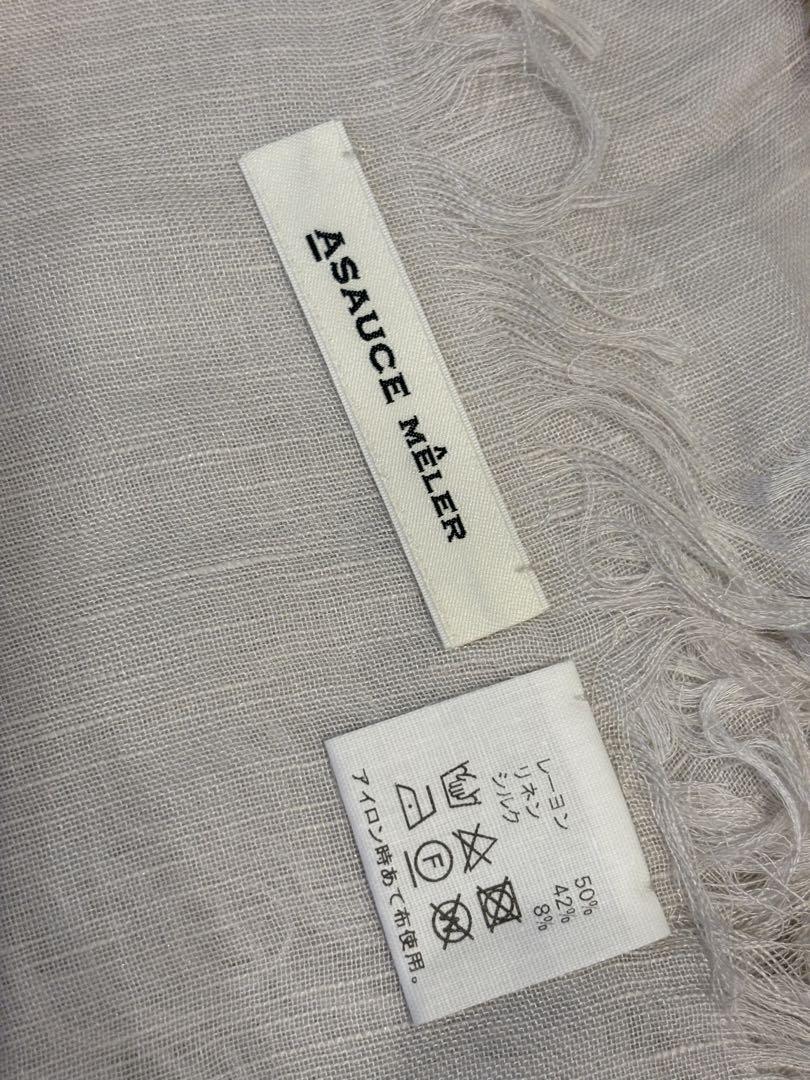 ASAUCE MÊLER
レーヨン 50%
リネン 42%
シルク 8%
F W
アイロン時あて布使用。